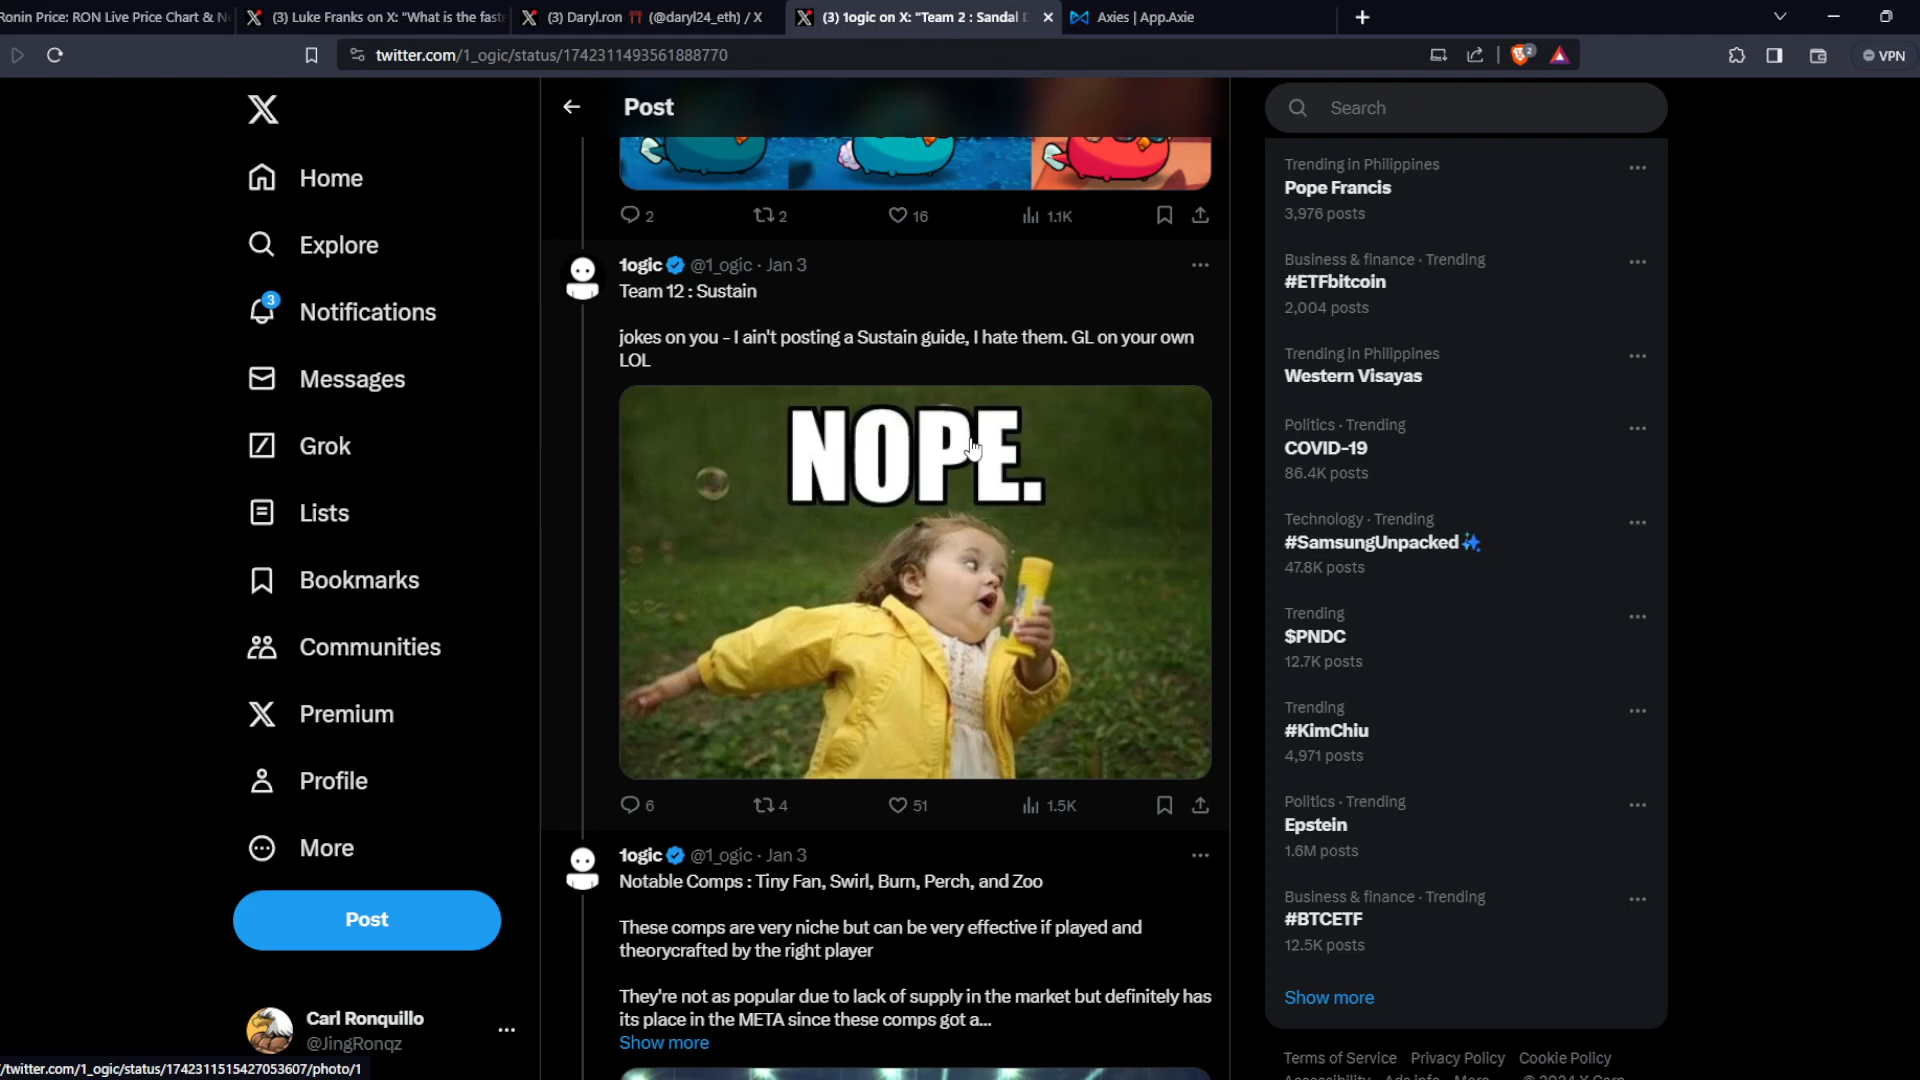 Ronin Price: RON Live Price Chart & N
(3) Luke Franks on X: "What is the faste
(3) Daryl.ron (@daryl24_eth) / X
(3) 1ogic on X: "Team 2 : Sandal D
Axies | App.Axie
twitter.com/1_ogic/status/1742311493561888770
2
VPN
Home
Explore
3
Notifications
Messages
Grok
Lists
Bookmarks
Communities
Premium
Profile
More
Post
Carl Ronquillo
@JingRonqz
/twitter.com/1_ogic/status/1742311515427053607/photo/1
Post
2
2
16
1.1K
1ogic @1_ogic · Jan 3
Team 12 : Sustain
jokes on you - I ain't posting a Sustain guide, I hate them. GL on your own
LOL
NOPE.
6
4
51
1.5K
1ogic @1_ogic · Jan 3
Notable Comps : Tiny Fan, Swirl, Burn, Perch, and Zoo
These comps are very niche but can be very effective if played and
theorycrafted by the right player
They're not as popular due to lack of supply in the market but definitely has
its place in the META since these comps got a...
Show more
Search
Trending in Philippines
Pope Francis
3,976 posts
Business & finance · Trending
#ETFbitcoin
2,004 posts
Trending in Philippines
Western Visayas
Politics · Trending
COVID-19
86.4K posts
Technology · Trending
#SamsungUnpacked
47.8K posts
Trending
$PNDC
12.7K posts
Trending
#KimChiu
4,971 posts
Politics · Trending
Epstein
1.6M posts
Business & finance · Trending
#BTCETF
12.5K posts
Show more
Terms of Service Privacy Policy Cookie Policy
Accessibility Ads info More © 2024 X Corp.